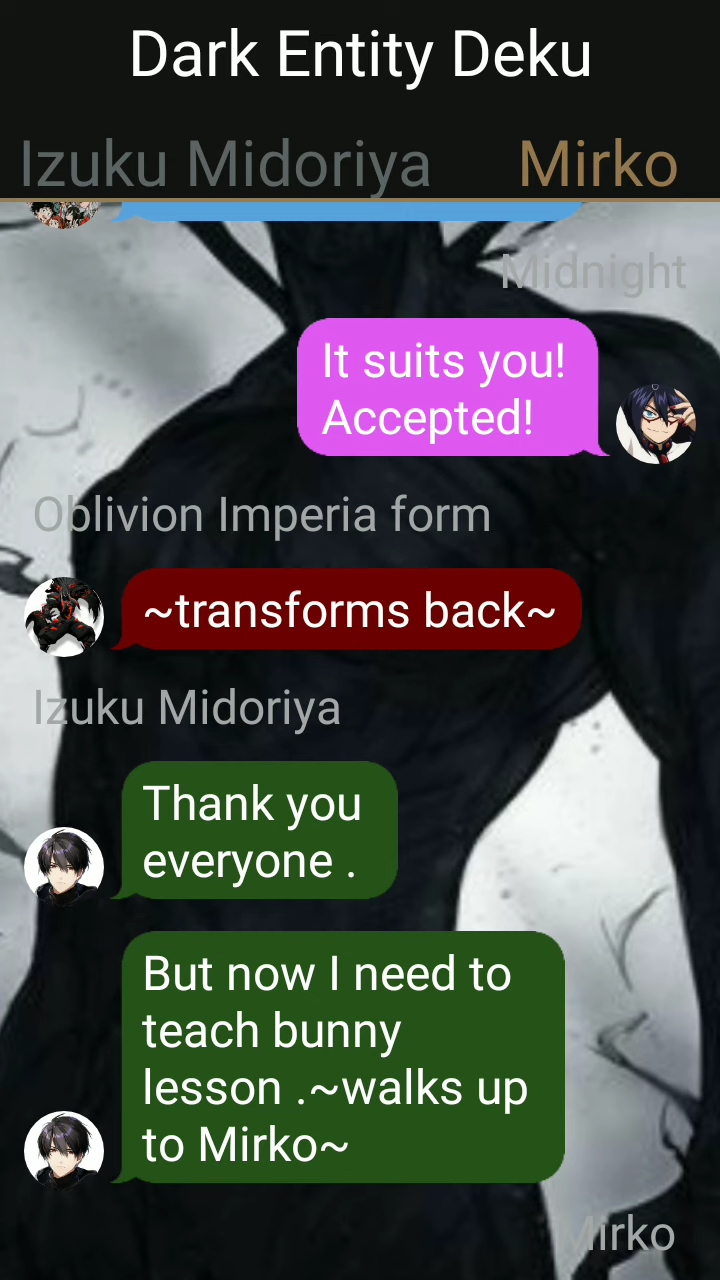 Dark Entity Deku
Izuku Midoriya
Mirko
Midnight
It suits you!
Accepted!
Oblivion Imperia form
~transforms back~
Izuku Midoriya
Thank you
everyone .
But now I need to
teach bunny
lesson .~walks up
to Mirko~
Mirko